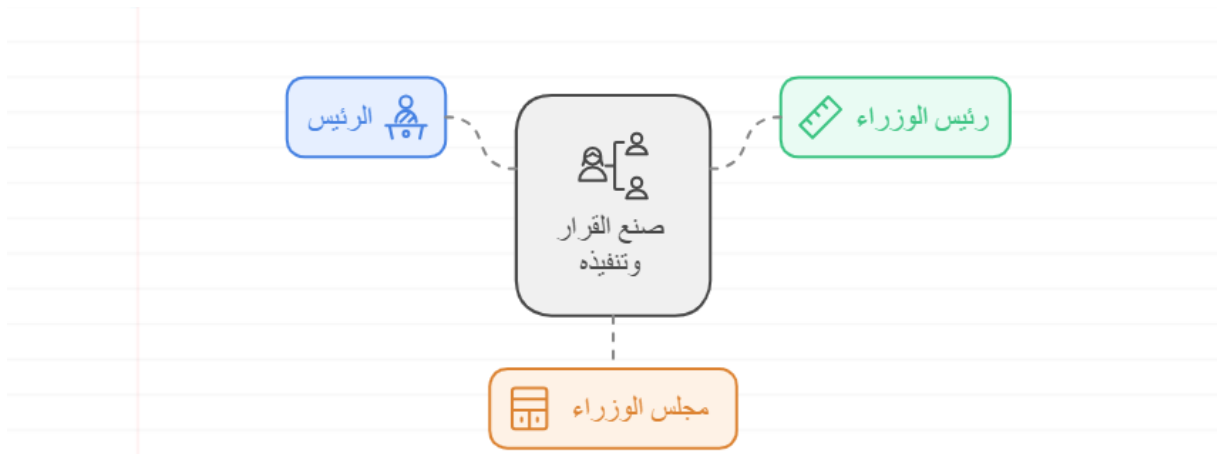 رئيس الوزراء
الرئيس
صنع القرار
وتنفيذه
مجلس الوزراء